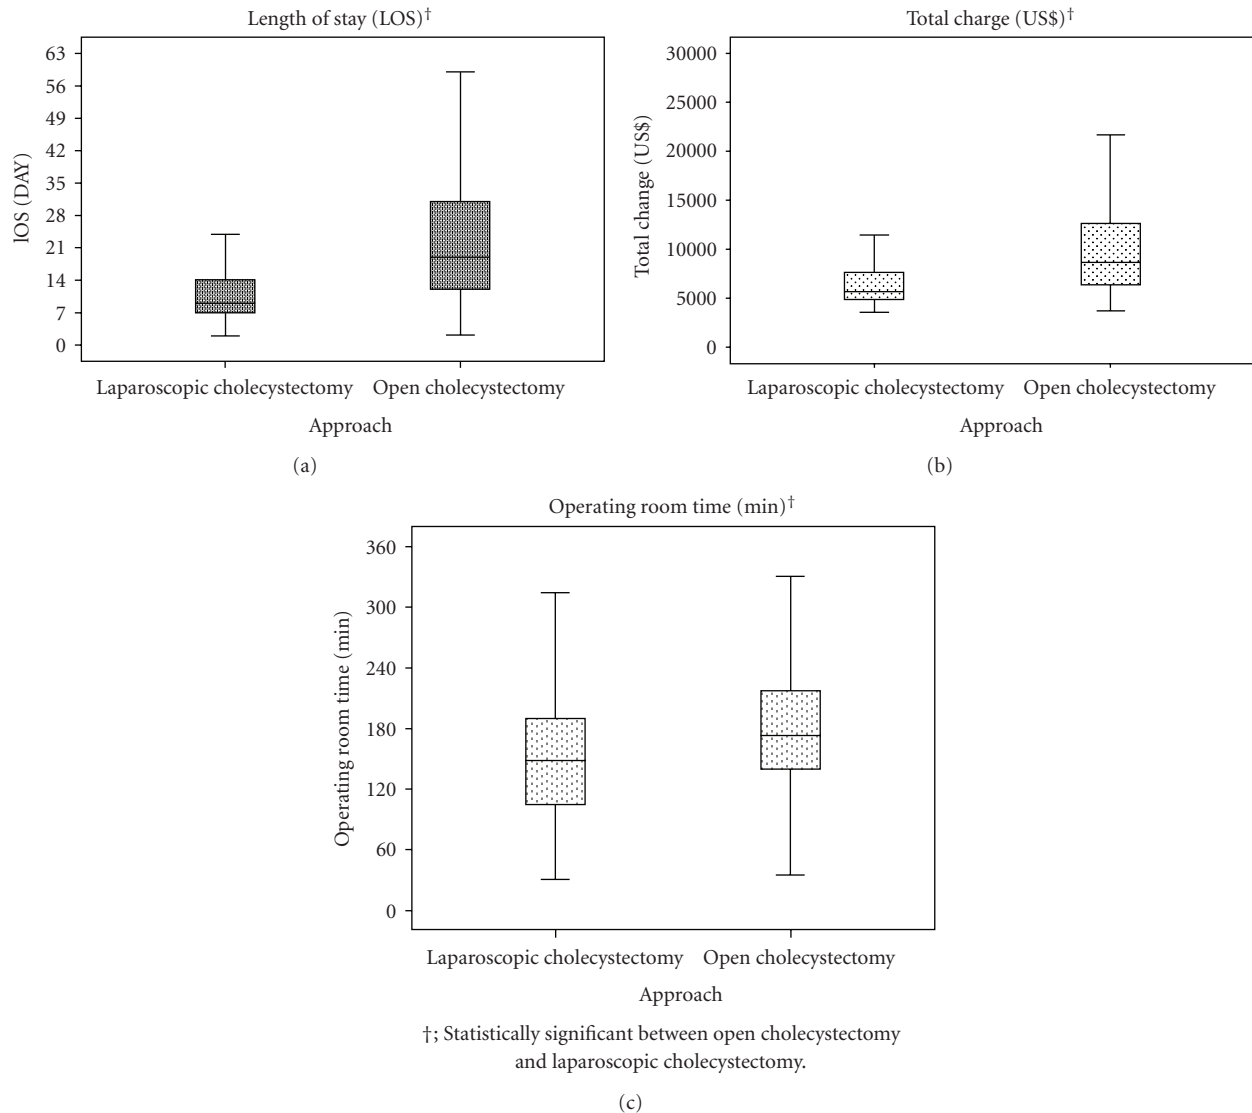 Length of stay (LOS)†
63
56
49
42
35
28
21
14
7
0
lOS (DAY)
Laparoscopic cholecystectomy Open cholecystectomy
Approach
(a)
Total charge (US$)†
30000
25000
20000
15000
10000
5000
0
Total change (US$)
Laparoscopic cholecystectomy Open cholecystectomy
Approach
(b)
Operating room time (min)†
360
300
240
180
120
60
0
Operating room time (min)
Laparoscopic cholecystectomy Open cholecystectomy
Approach
†; Statistically significant between open cholecystectomy
and laparoscopic cholecystectomy.
(c)